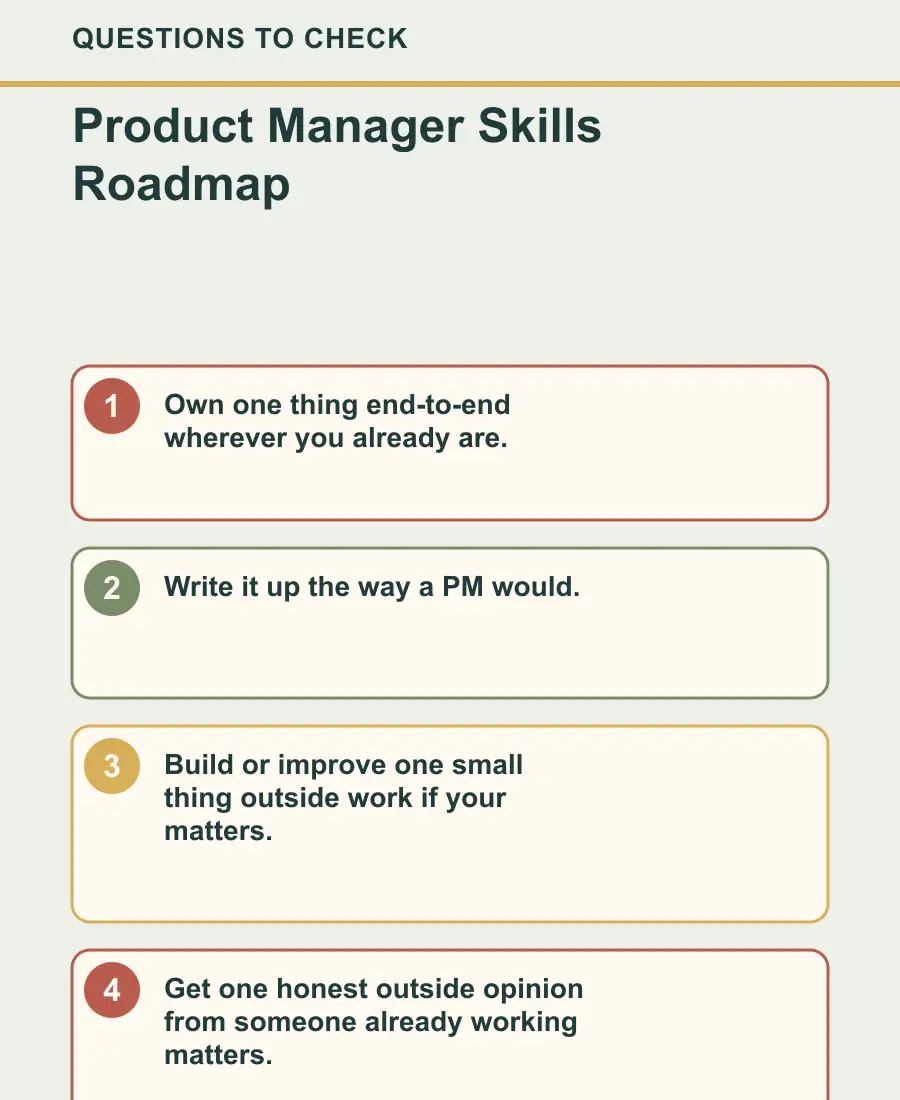 QUESTIONS TO CHECK
Product Manager Skills
Roadmap
1
Own one thing end-to-end
wherever you already are.
2
Write it up the way a PM would.
3
Build or improve one small
thing outside work if your
matters.
4
Get one honest outside opinion
from someone already working
matters.